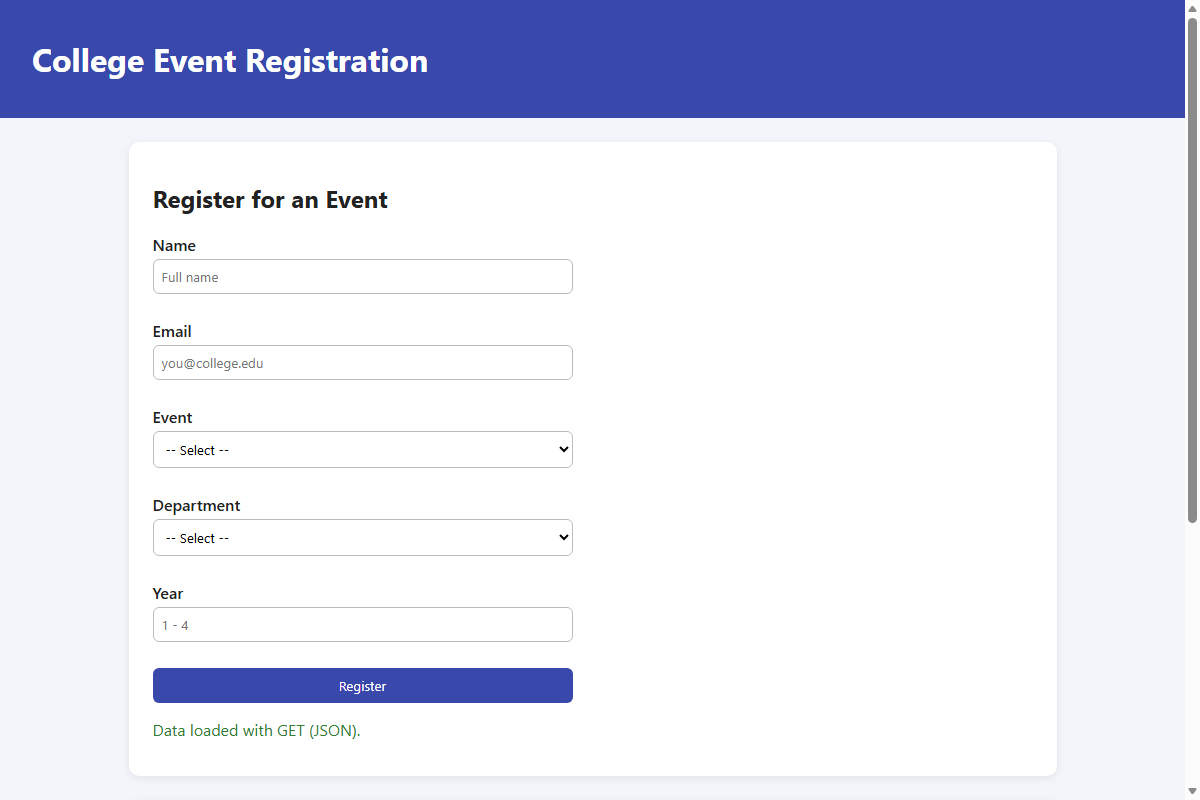 College Event Registration
Register for an Event
Name
Full name
Email
you@college.edu
Event
-- Select --
Department
-- Select --
Year
1 - 4
Register
Data loaded with GET (JSON).